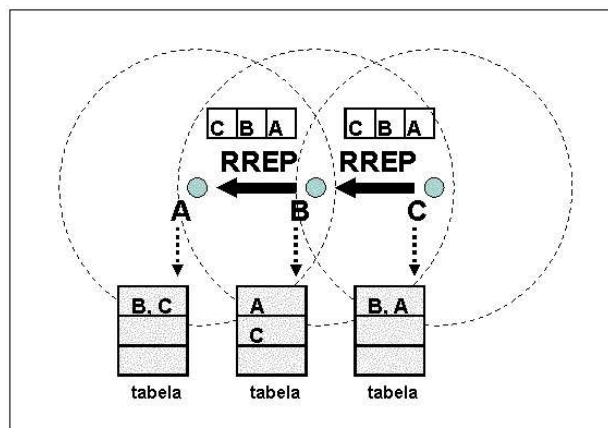 C B A C B A
RREP RREP
A B C
B, C A B, A
C
tabela tabela tabela